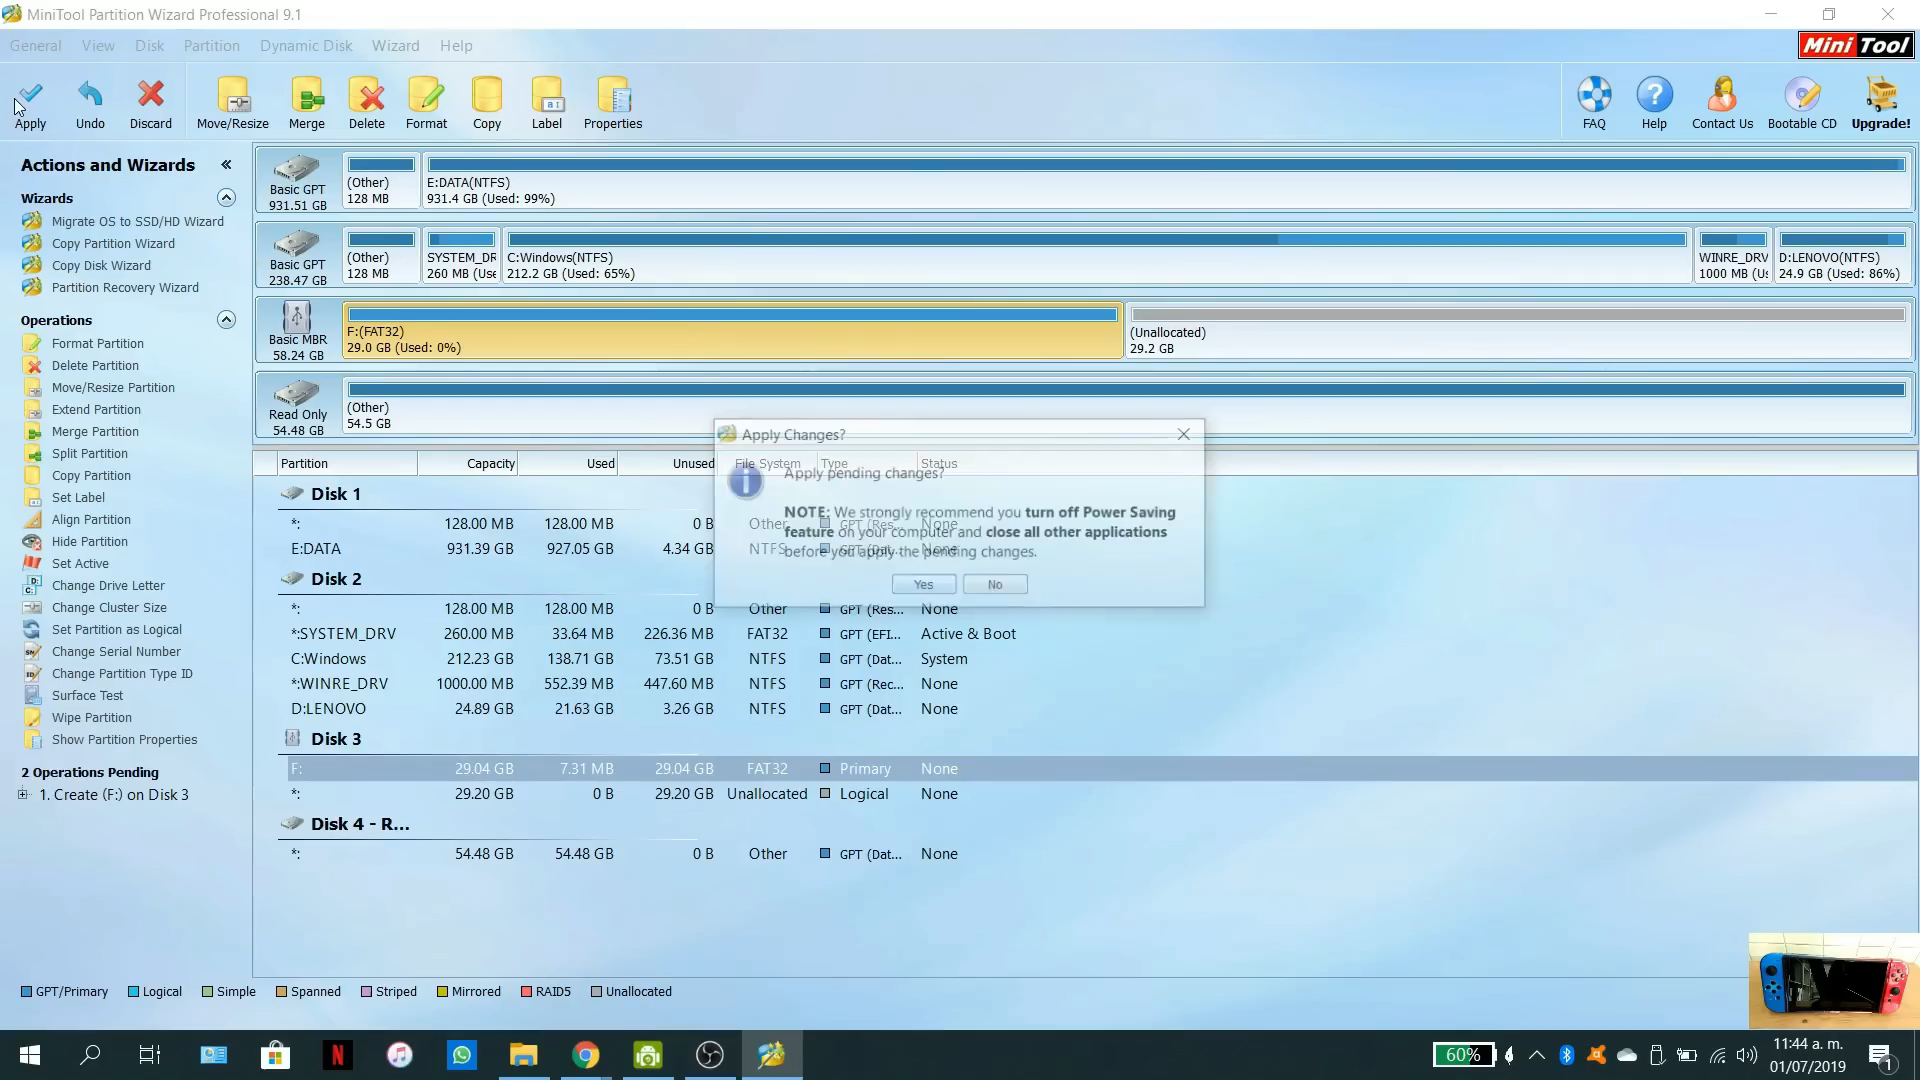 MiniTool Partition Wizard Professional 9.1
General View Disk Partition Dynamic Disk Wizard Help
Mini Tool
Apply Undo Discard Move/Resize Merge Delete Format Copy Label Properties FAQ Help Contact Us Bootable CD Upgrade!
Actions and Wizards «
Wizards
Migrate OS to SSD/HD Wizard
Copy Partition Wizard
Copy Disk Wizard
Partition Recovery Wizard
Operations
Format Partition
Delete Partition
Move/Resize Partition
Extend Partition
Merge Partition
Split Partition
Copy Partition
Set Label
Align Partition
Hide Partition
Set Active
Change Drive Letter
Change Cluster Size
Set Partition as Logical
Change Serial Number
Change Partition Type ID
Surface Test
Wipe Partition
Show Partition Properties
2 Operations Pending
1. Create (F:) on Disk 3
Basic GPT
931.51 GB
(Other)
128 MB
E:DATA(NTFS)
931.4 GB (Used: 99%)
Basic GPT
238.47 GB
(Other)
128 MB
SYSTEM_DR
260 MB (Use
C:Windows(NTFS)
212.2 GB (Used: 65%)
WINRE_DRV
1000 MB (Us
D:LENOVO(NTFS)
24.9 GB (Used: 86%)
Basic MBR
58.24 GB
F:(FAT32)
29.0 GB (Used: 0%)
(Unallocated)
29.2 GB
Read Only
54.48 GB
(Other)
54.5 GB
Partition Capacity Used Unused File System Type Status
Disk 1
*: 128.00 MB 128.00 MB 0 B Other GPT (Res... None
E:DATA 931.39 GB 927.05 GB 4.34 GB NTFS GPT (Dat... None
Disk 2
*: 128.00 MB 128.00 MB 0 B Other GPT (Res... None
*:SYSTEM_DRV 260.00 MB 33.64 MB 226.36 MB FAT32 GPT (EFI... Active & Boot
C:Windows 212.23 GB 138.71 GB 73.51 GB NTFS GPT (Dat... System
*:WINRE_DRV 1000.00 MB 552.39 MB 447.60 MB NTFS GPT (Rec... None
D:LENOVO 24.89 GB 21.63 GB 3.26 GB NTFS GPT (Dat... None
Disk 3
F: 29.04 GB 7.31 MB 29.04 GB FAT32 Primary None
*: 29.20 GB 0 B 29.20 GB Unallocated Logical None
Disk 4 - R...
*: 54.48 GB 54.48 GB 0 B Other GPT (Dat... None
Apply Changes?
Apply pending changes?
NOTE: We strongly recommend you turn off Power Saving
feature on your computer and close all other applications
before you apply the pending changes.
Yes No
GPT/Primary Logical Simple Spanned Striped Mirrored RAID5 Unallocated
60%
11:44 a. m.
01/07/2019
1